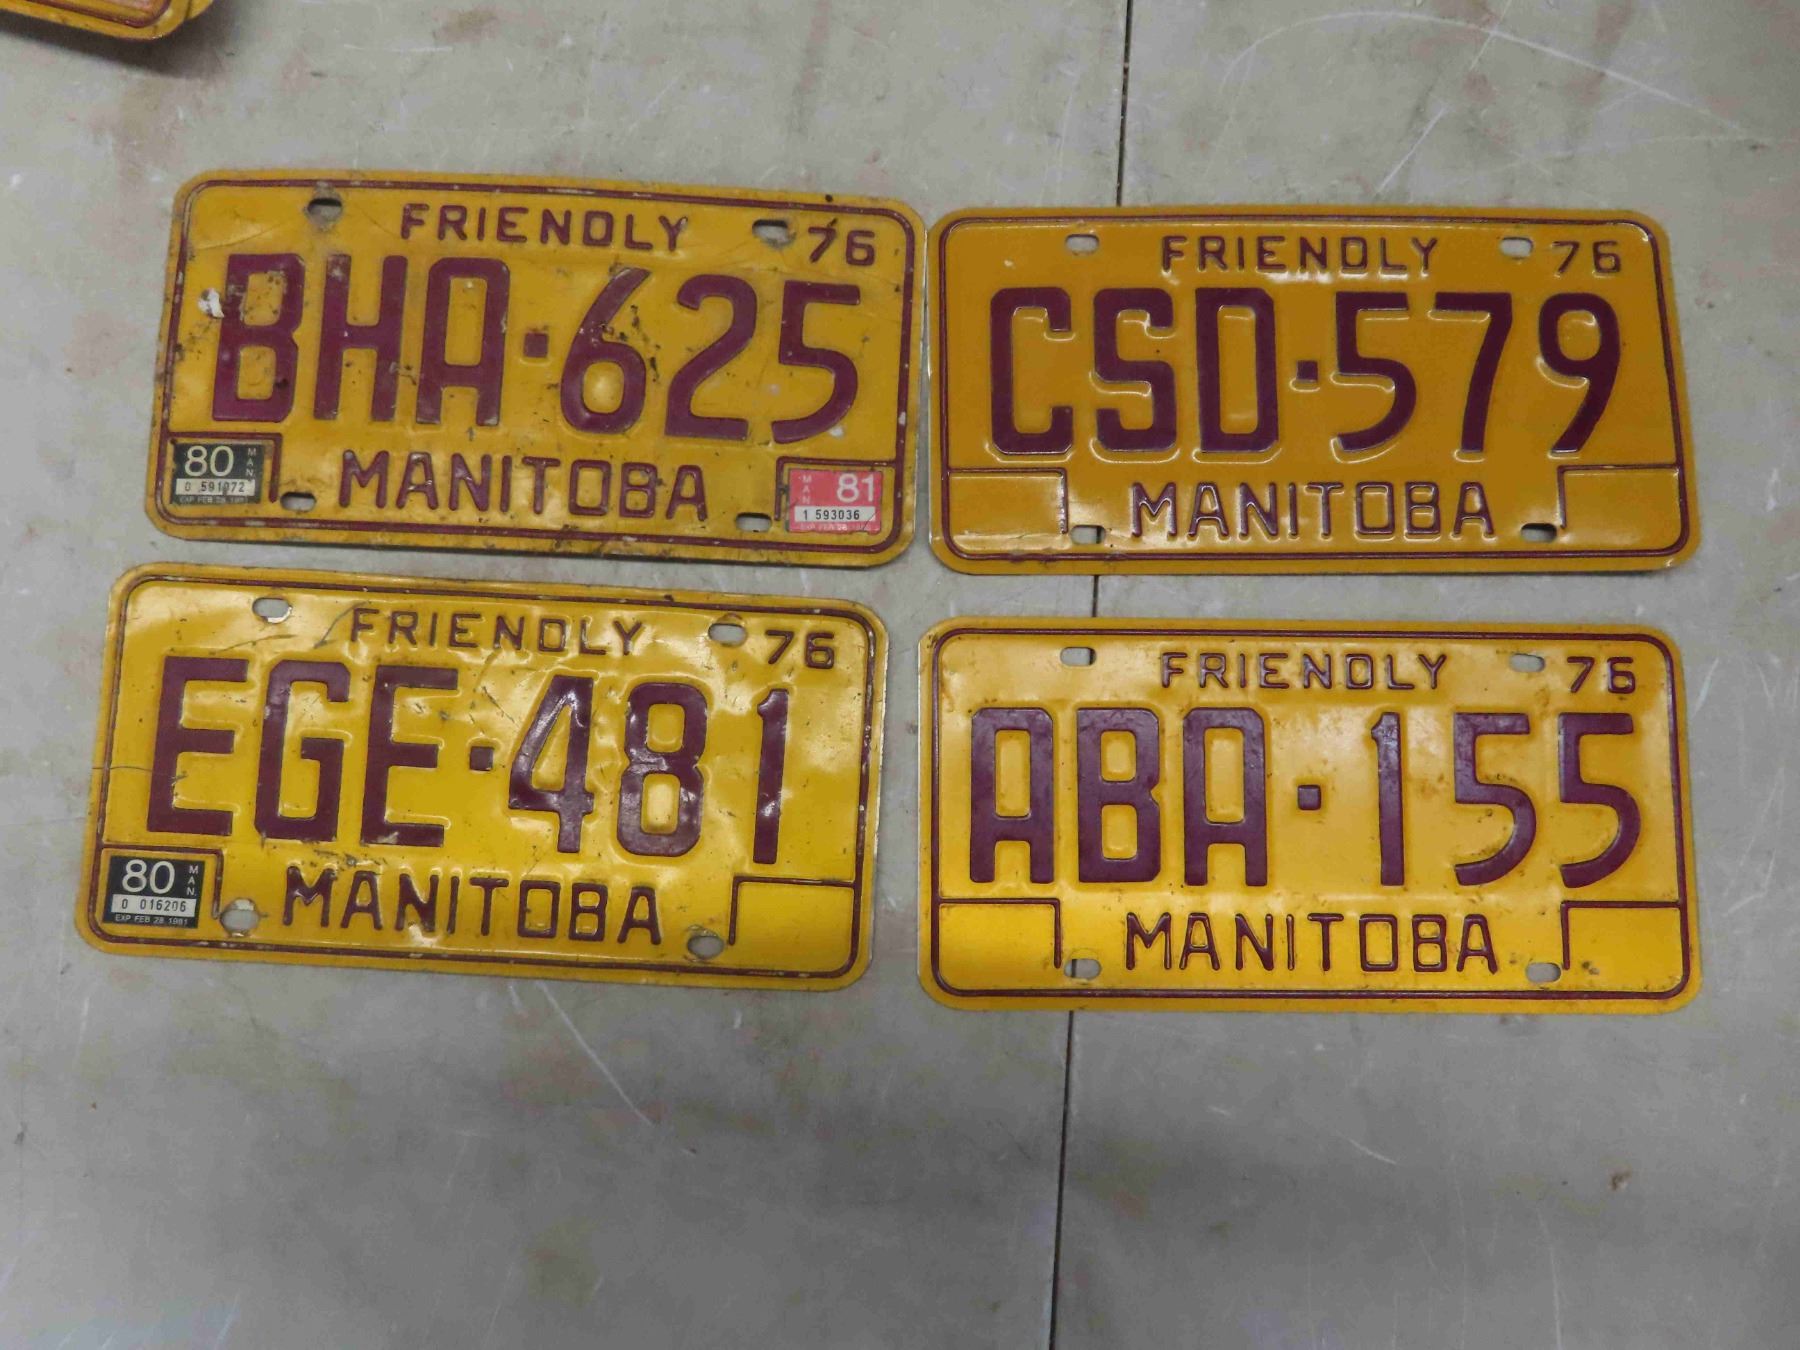 FRIENDLY 76
BHA·625
80 MAN.
0 591072
EXP FEB 28, 1981
MANITOBA
MAN 81
1 593036
FRIENDLY 76
CSD·579
MANITOBA
FRIENDLY 76
EGE·481
80 MAN.
0 016206
EXP FEB 28, 1981
MANITOBA
FRIENDLY 76
ABA·155
MANITOBA